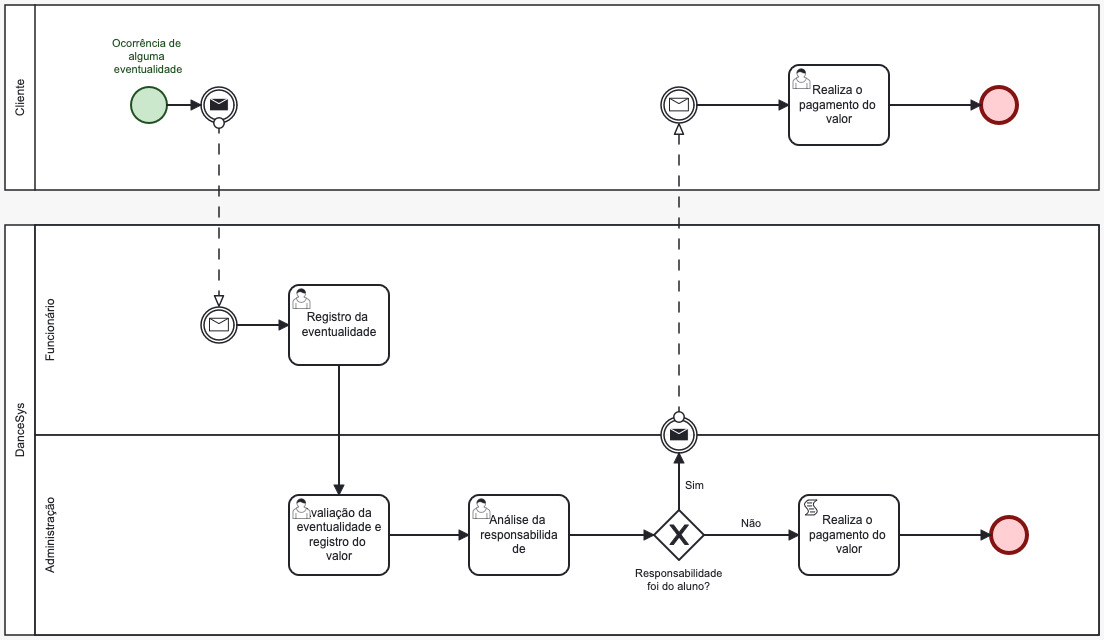 Cliente
Ocorrência de
alguma
eventualidade
Realiza o
pagamento do
valor
DanceSys
Funcionário
Registro da
eventualidade
Administração
valiação da
eventualidade e
registro do
valor
Análise da
responsabilida
de
Sim
Responsabilidade
foi do aluno?
Não
Realiza o
pagamento do
valor